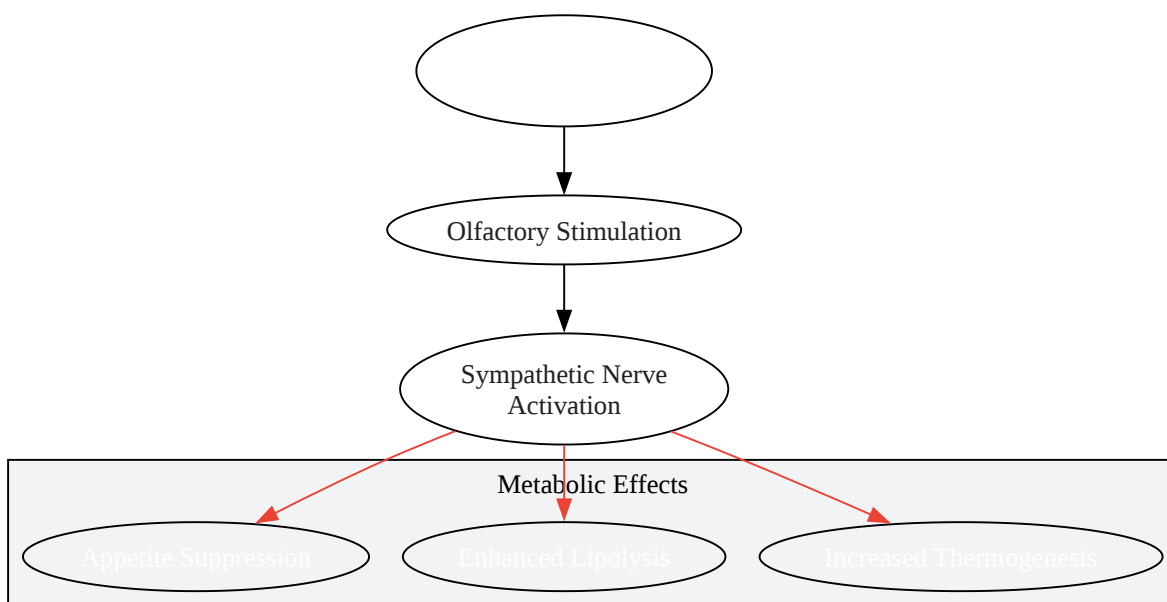 Olfactory Stimulation
Sympathetic Nerve
Activation
Metabolic Effects
Appetite Suppression
Enhanced Lipolysis
Increased Thermogenesis